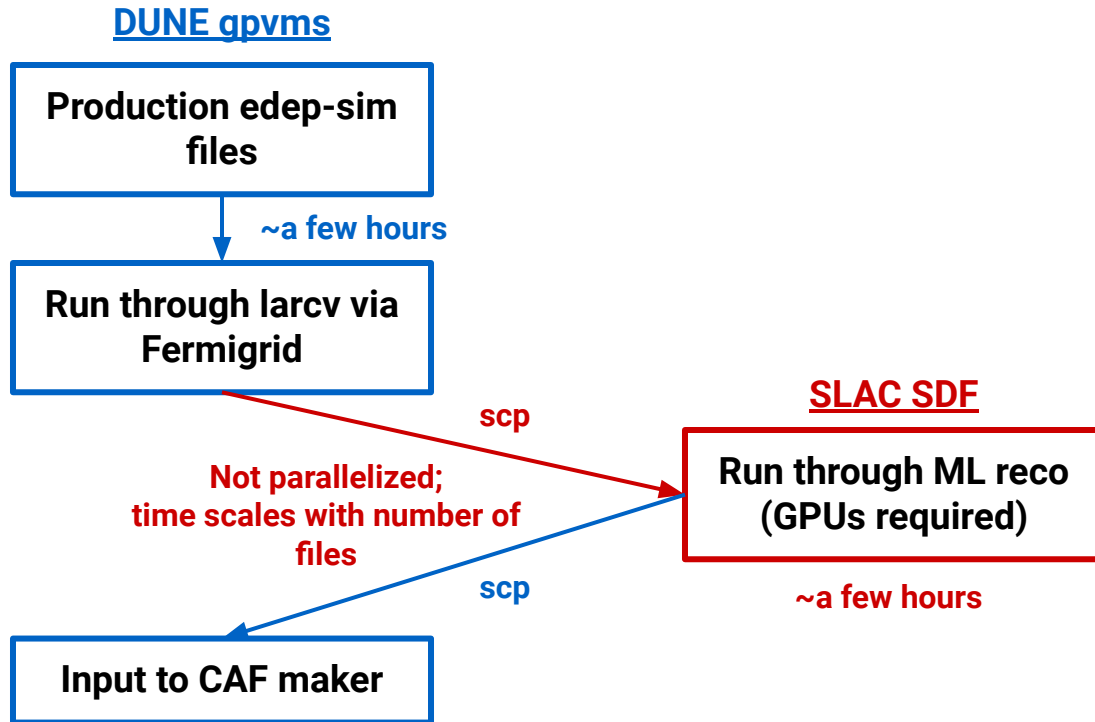 DUNE gpvms
Production edep-sim
files
~a few hours
Run through larcv via
Fermigrid
scp
Not parallelized;
time scales with number of
files
SLAC SDF
Run through ML reco
(GPUs required)
~a few hours
scp
Input to CAF maker